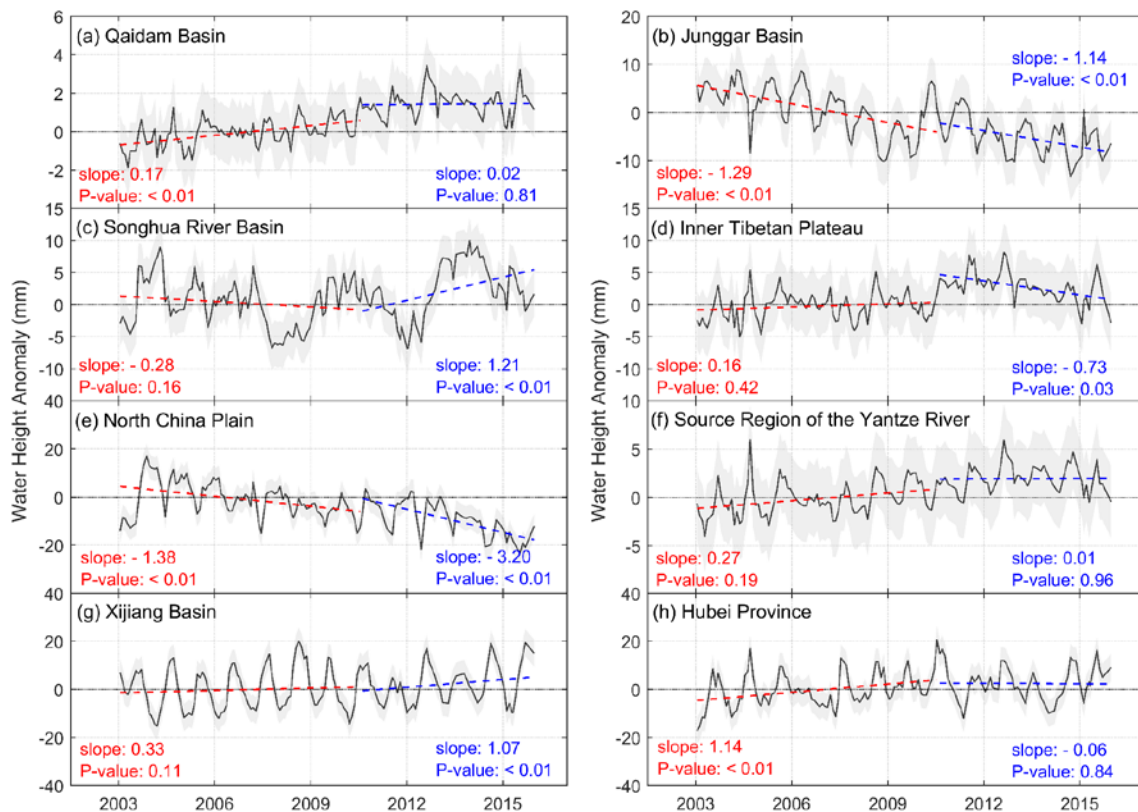 (a) Qaidam Basin
6
4
2
0
-2
15
slope: 0.17
P-value: < 0.01
slope: 0.02
P-value: 0.81
(b) Junggar Basin
20
10
0
-10
15
slope: - 1.14
P-value: < 0.01
slope: - 1.29
P-value: < 0.01
(c) Songhua River Basin
10
5
0
-5
-10
40
slope: - 0.28
P-value: 0.16
slope: 1.21
P-value: < 0.01
(d) Inner Tibetan Plateau
10
5
0
-5
-10
10
slope: 0.16
P-value: 0.42
slope: - 0.73
P-value: 0.03
Water Height Anomaly (mm)
Water Height Anomaly (mm)
(e) North China Plain
20
0
-20
40
slope: - 1.38
P-value: < 0.01
slope: - 3.20
P-value: < 0.01
(f) Source Region of the Yantze River
5
0
-5
40
slope: 0.27
P-value: 0.19
slope: 0.01
P-value: 0.96
(g) Xijiang Basin
20
0
-20
-40
slope: 0.33
P-value: 0.11
slope: 1.07
P-value: < 0.01
2003 2006 2009 2012 2015
(h) Hubei Province
20
0
-20
-40
slope: 1.14
P-value: < 0.01
slope: - 0.06
P-value: 0.84
2003 2006 2009 2012 2015